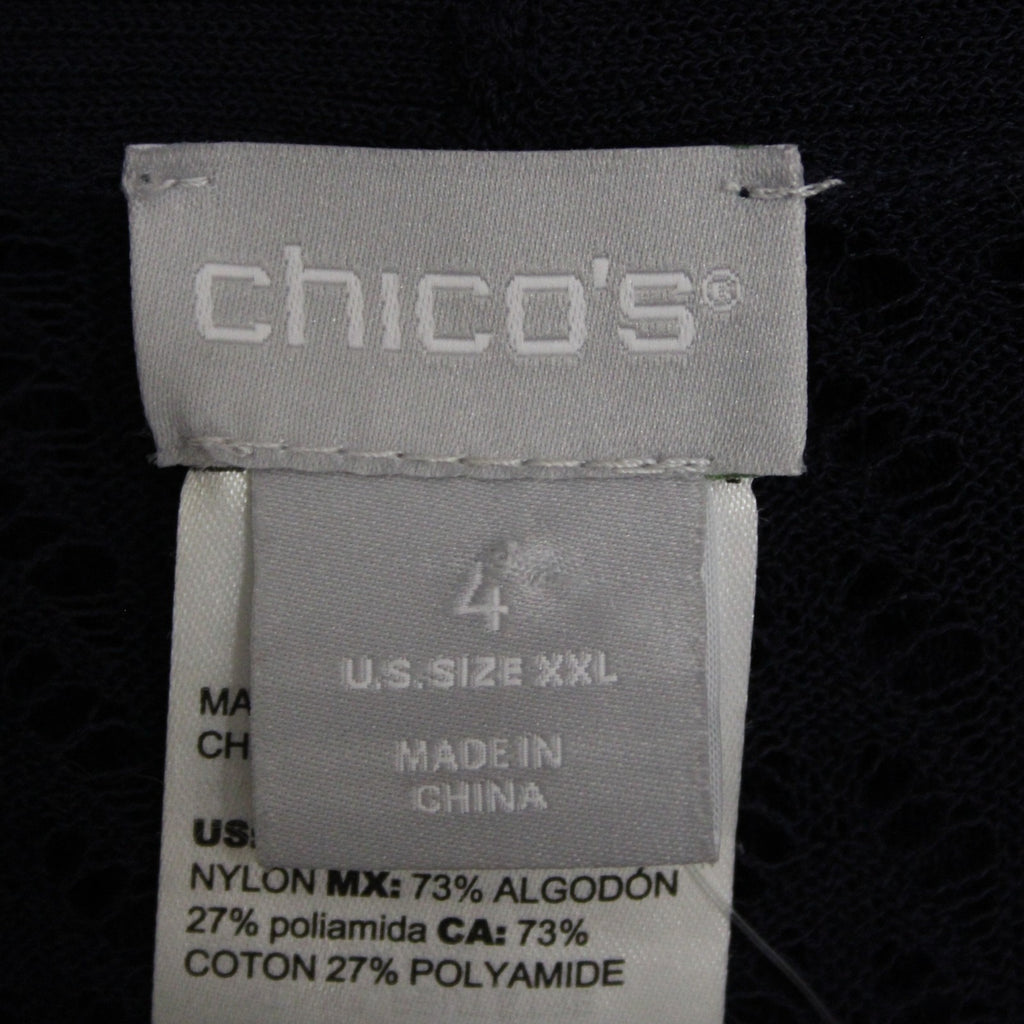 chico's®
4
U.S. SIZE XXL
MADE IN
CHINA
MA
CH
US:
NYLON MX: 73% ALGODÓN
27% poliamida CA: 73%
COTON 27% POLYAMIDE